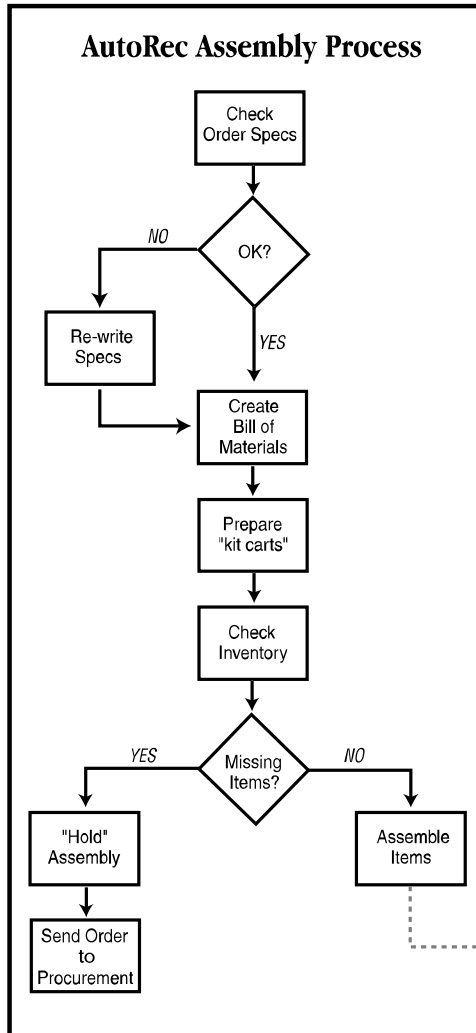 AutoRec Assembly Process
Check
Order Specs
OK?
NO
YES
Re-write
Specs
Create
Bill of
Materials
Prepare
"kit carts"
Check
Inventory
Missing
Items?
YES
NO
"Hold"
Assembly
Assemble
Items
Send Order
to
Procurement